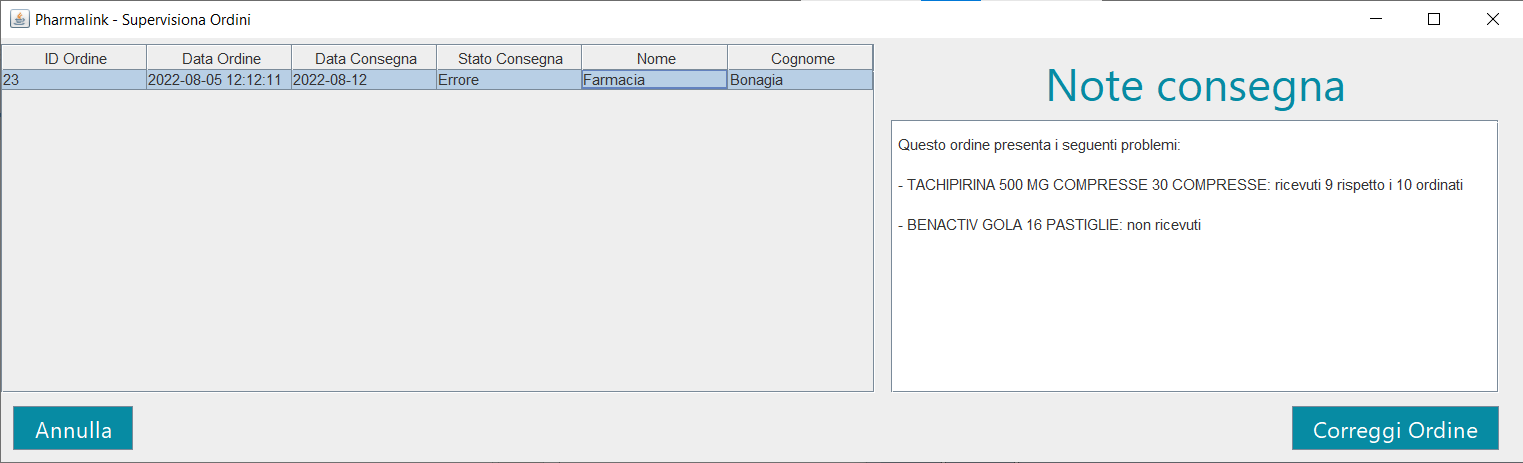 Pharmalink - Supervisiona Ordini
ID Ordine Data Ordine Data Consegna Stato Consegna Nome Cognome
23 2022-08-05 12:12:11 2022-08-12 Errore Farmacia Bonagia
Note consegna
Questo ordine presenta i seguenti problemi:
- TACHIPIRINA 500 MG COMPRESSE 30 COMPRESSE: ricevuti 9 rispetto i 10 ordinati
- BENACTIV GOLA 16 PASTIGLIE: non ricevuti
Annulla
Correggi Ordine